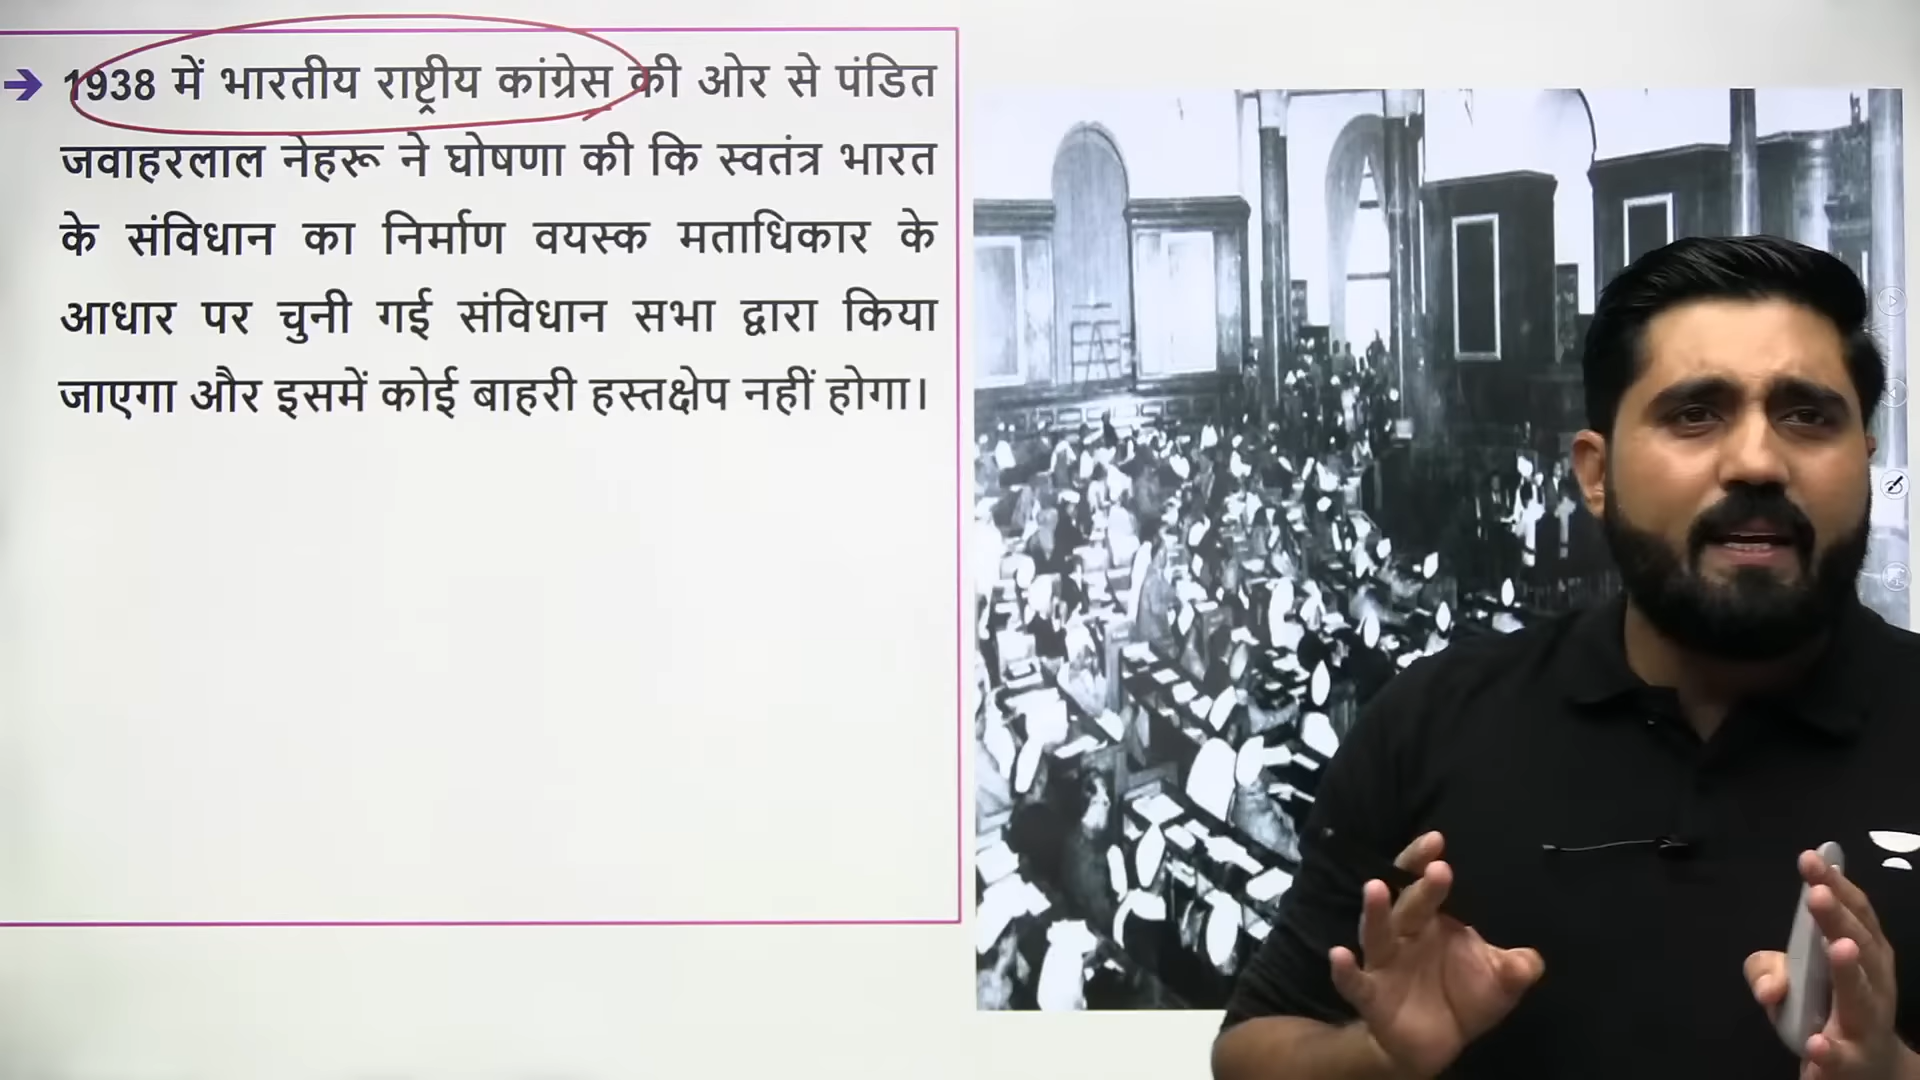 ➔ 1938 में भारतीय राष्ट्रीय कांग्रेस की ओर से पंडित
जवाहरलाल नेहरू ने घोषणा की कि स्वतंत्र भारत
के संविधान का निर्माण वयस्क मताधिकार के
आधार पर चुनी गई संविधान सभा द्वारा किया
जाएगा और इसमें कोई बाहरी हस्तक्षेप नहीं होगा।